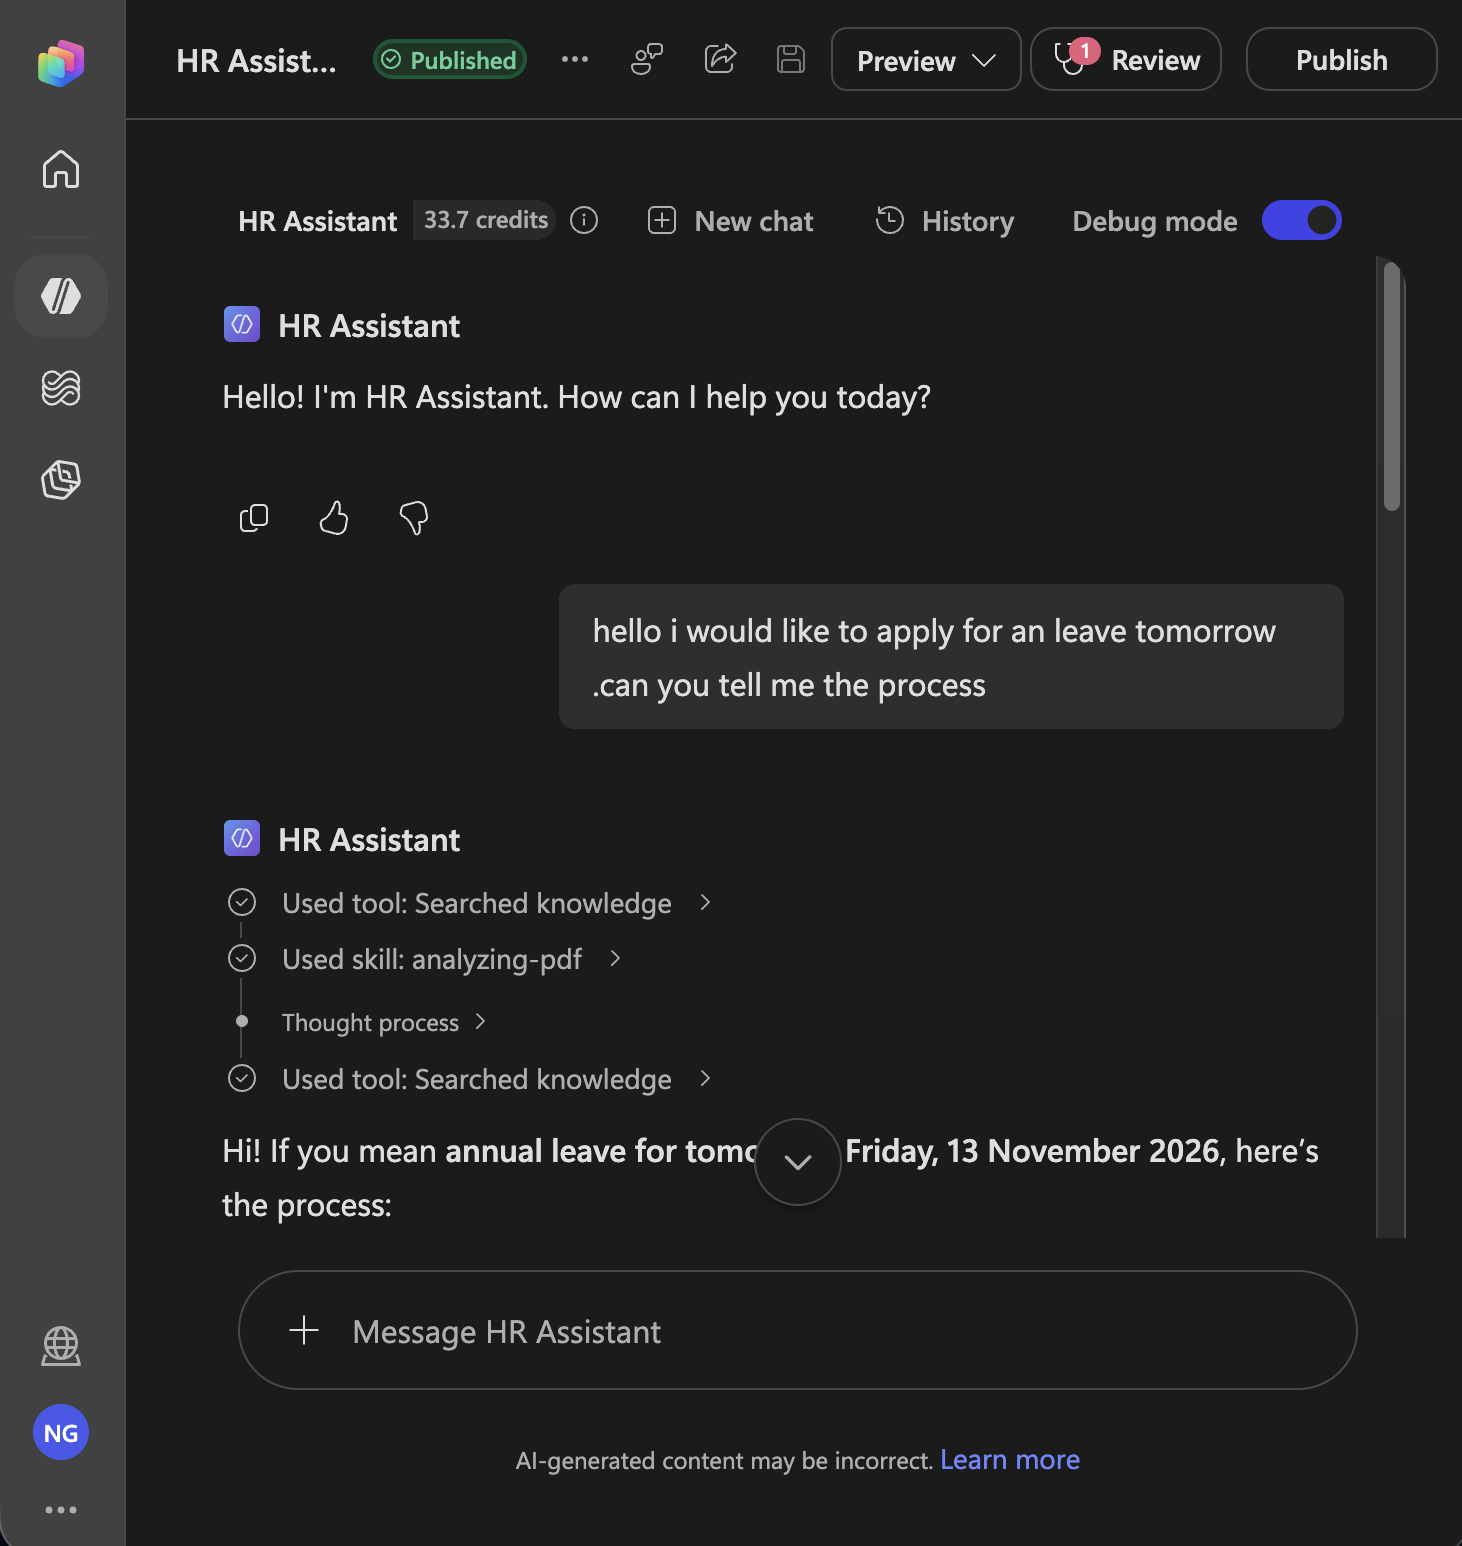 HR Assist...
Published
Preview
1
Review
Publish
HR Assistant
33.7 credits
New chat
History
Debug mode
HR Assistant
Hello! I'm HR Assistant. How can I help you today?
hello i would like to apply for an leave tomorrow
.can you tell me the process
HR Assistant
Used tool: Searched knowledge
Used skill: analyzing-pdf
Thought process
Used tool: Searched knowledge
Hi! If you mean annual leave for Friday, 13 November 2026, here’s
the process:
Message HR Assistant
NG
AI-generated content may be incorrect. Learn more